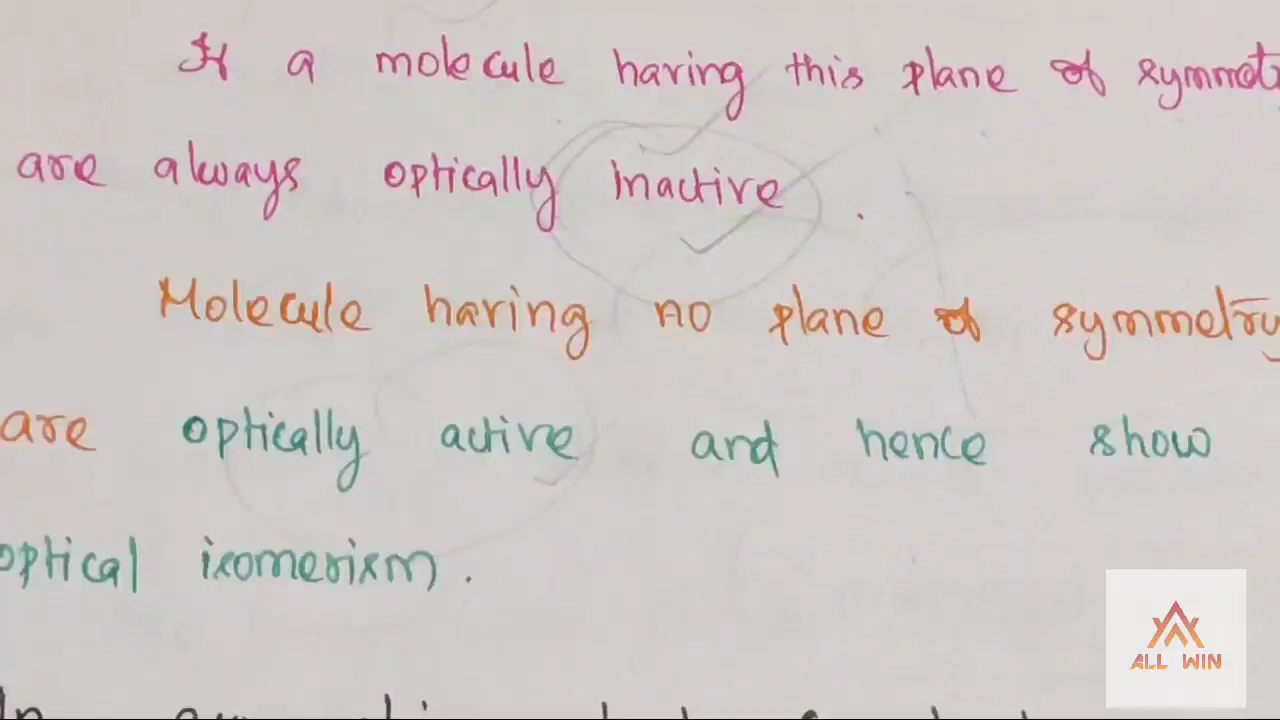 If a molecule having this plane of symmet
are always optically inactive.
Molecule having no plane of symmetry
are optically active and hence show
optical isomerism.
ALL WIN